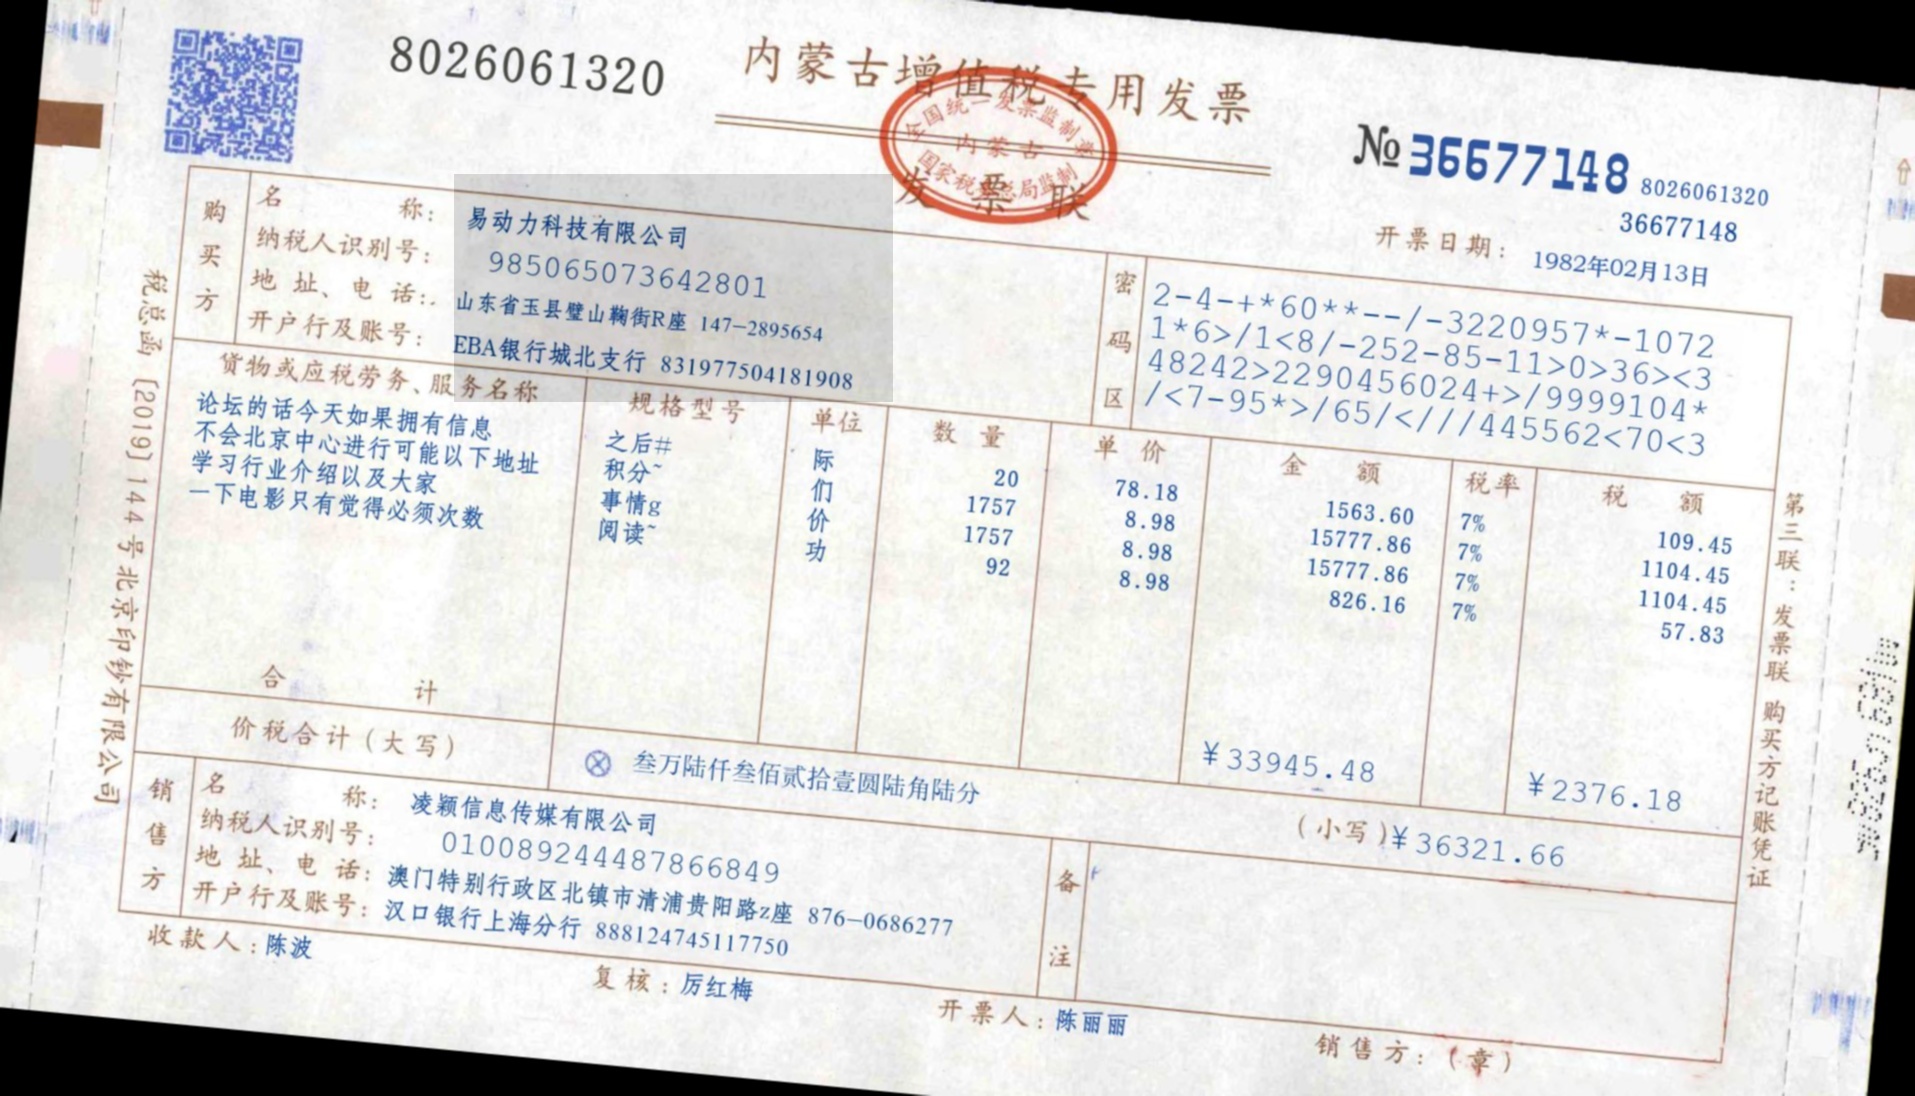 8026061320
内蒙古增值税专用发票
全国统一发票监制章
内蒙古
国家税务总局监制
发票联
№36677148
8026061320
36677148
开票日期：1982年02月13日
税总函〔2019〕144号北京印钞有限公司
购买方
名称：易动力科技有限公司
纳税人识别号：985065073642801
地址、电话：山东省玉县璧山鞠街R座 147-2895654
开户行及账号：EBA银行城北支行 831977504181908
密码区
2-4-+*60**--/-3220957*-1072
1*6>/1<8/-252-85-11>0>36><3
48242>2290456024+>/9999104*
/<7-95*>/65/<///445562<70<3
货物或应税劳务、服务名称 规格型号 单位 数量 单价 金额 税率 税额
论坛的话今天如果拥有信息 之后# 际 20 78.18 1563.60 7% 109.45
不会北京中心进行可能以下地址 积分~ 们 1757 8.98 15777.86 7% 1104.45
学习行业介绍以及大家 事情g 价 1757 8.98 15777.86 7% 1104.45
一下电影只有觉得必须次数 阅读~ 功 92 8.98 826.16 7% 57.83
合计 ¥33945.48 ¥2376.18
价税合计（大写） 叁万陆仟叁佰贰拾壹圆陆角陆分 （小写）¥36321.66
销售方
名称：凌颖信息传媒有限公司
纳税人识别号：010089244487866849
地址、电话：澳门特别行政区北镇市清浦贵阳路z座 876-0686277
开户行及账号：汉口银行上海分行 888124745117750
备注
收款人：陈波
复核：厉红梅
开票人：陈丽丽
销售方：（章）
第三联：发票联 购买方记账凭证